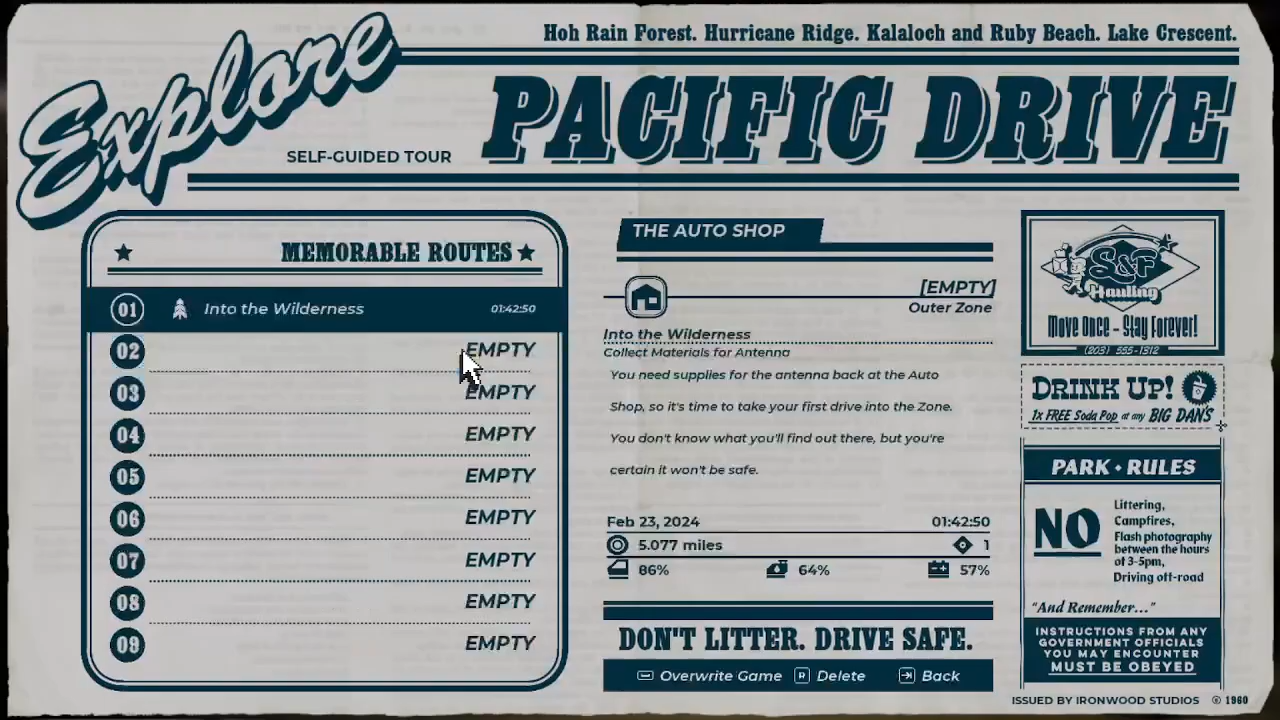 Explore
Hoh Rain Forest. Hurricane Ridge. Kalaloch and Ruby Beach. Lake Crescent.
PACIFIC DRIVE
SELF-GUIDED TOUR
MEMORABLE ROUTES
01 Into the Wilderness 01:42:50
02 EMPTY
03 EMPTY
04 EMPTY
05 EMPTY
06 EMPTY
07 EMPTY
08 EMPTY
09 EMPTY
THE AUTO SHOP
[EMPTY]
Outer Zone
Into the Wilderness
Collect Materials for Antenna
You need supplies for the antenna back at the Auto
Shop, so it's time to take your first drive into the Zone.
You don't know what you'll find out there, but you're
certain it won't be safe.
Feb 23, 2024 01:42:50
5.077 miles 1
86% 64% 57%
DON'T LITTER. DRIVE SAFE.
Overwrite Game R Delete Back
S&F
Hauling
Move Once - Stay Forever!
(203) 555-1312
DRINK UP!
1x FREE Soda Pop at any BIG DAN'S
PARK • RULES
NO
Littering,
Campfires,
Flash photography
between the hours
of 3-5pm,
Driving off-road
"And Remember..."
INSTRUCTIONS FROM ANY
GOVERNMENT OFFICIALS
YOU MAY ENCOUNTER
MUST BE OBEYED
ISSUED BY IRONWOOD STUDIOS © 1960